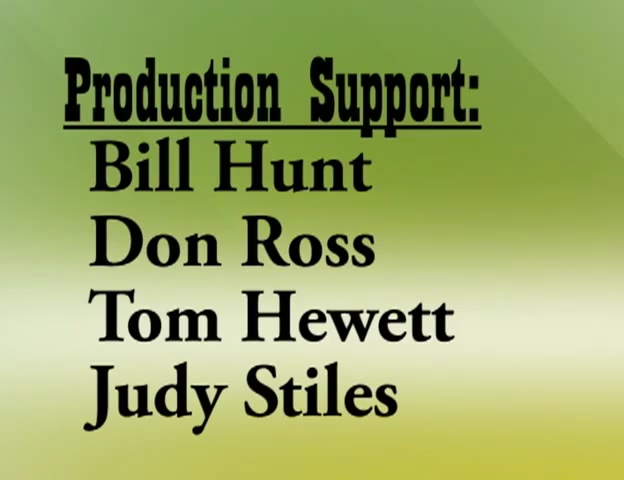 Production Support:
Bill Hunt
Don Ross
Tom Hewett
Judy Stiles